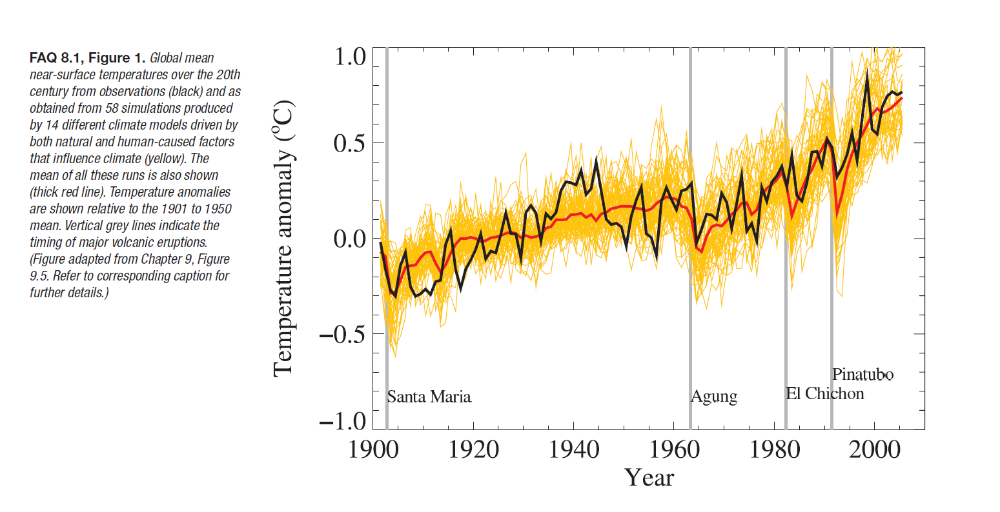 FAQ 8.1, Figure 1. Global mean
near-surface temperatures over the 20th
century from observations (black) and as
obtained from 58 simulations produced
by 14 different climate models driven by
both natural and human-caused factors
that influence climate (yellow). The
mean of all these runs is also shown
(thick red line). Temperature anomalies
are shown relative to the 1901 to 1950
mean. Vertical grey lines indicate the
timing of major volcanic eruptions.
(Figure adapted from Chapter 9, Figure
9.5. Refer to corresponding caption for
further details.)
Temperature anomaly (°C)
1.0
0.5
0.0
−0.5
−1.0
Santa Maria
Agung
El Chichon
Pinatubo
1900 1920 1940 1960 1980 2000
Year